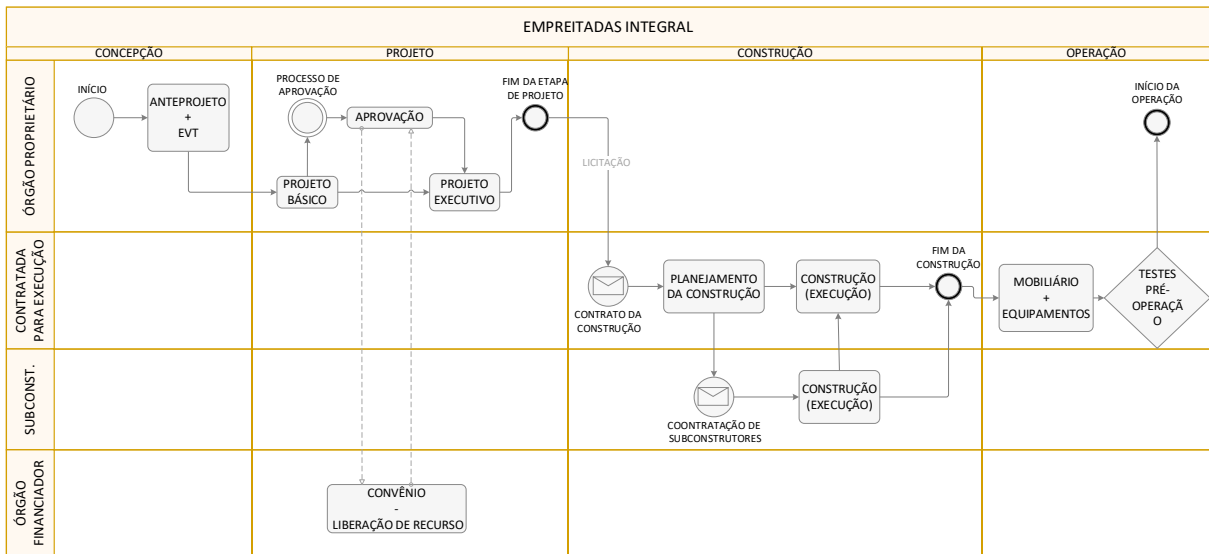 EMPREITADAS INTEGRAL
CONCEPÇÃO
PROJETO
CONSTRUÇÃO
OPERAÇÃO
ÓRGÃO PROPRIETÁRIO
INÍCIO
ANTEPROJETO
+
EVT
PROCESSO DE
APROVAÇÃO
APROVAÇÃO
FIM DA ETAPA
DE PROJETO
PROJETO
BÁSICO
PROJETO
EXECUTIVO
LICITAÇÃO
INÍCIO DA
OPERAÇÃO
CONTRATADA
PARA EXECUÇÃO
CONTRATO DA
CONSTRUÇÃO
PLANEJAMENTO
DA CONSTRUÇÃO
CONSTRUÇÃO
(EXECUÇÃO)
FIM DA
CONSTRUÇÃO
MOBILIÁRIO
+
EQUIPAMENTOS
TESTES
PRÉ-
OPERAÇÃ
O
SUBCONST.
COONTRATAÇÃO DE
SUBCONSTRUTORES
CONSTRUÇÃO
(EXECUÇÃO)
ÓRGÃO
FINANCIADOR
CONVÊNIO
-
LIBERAÇÃO DE RECURSO